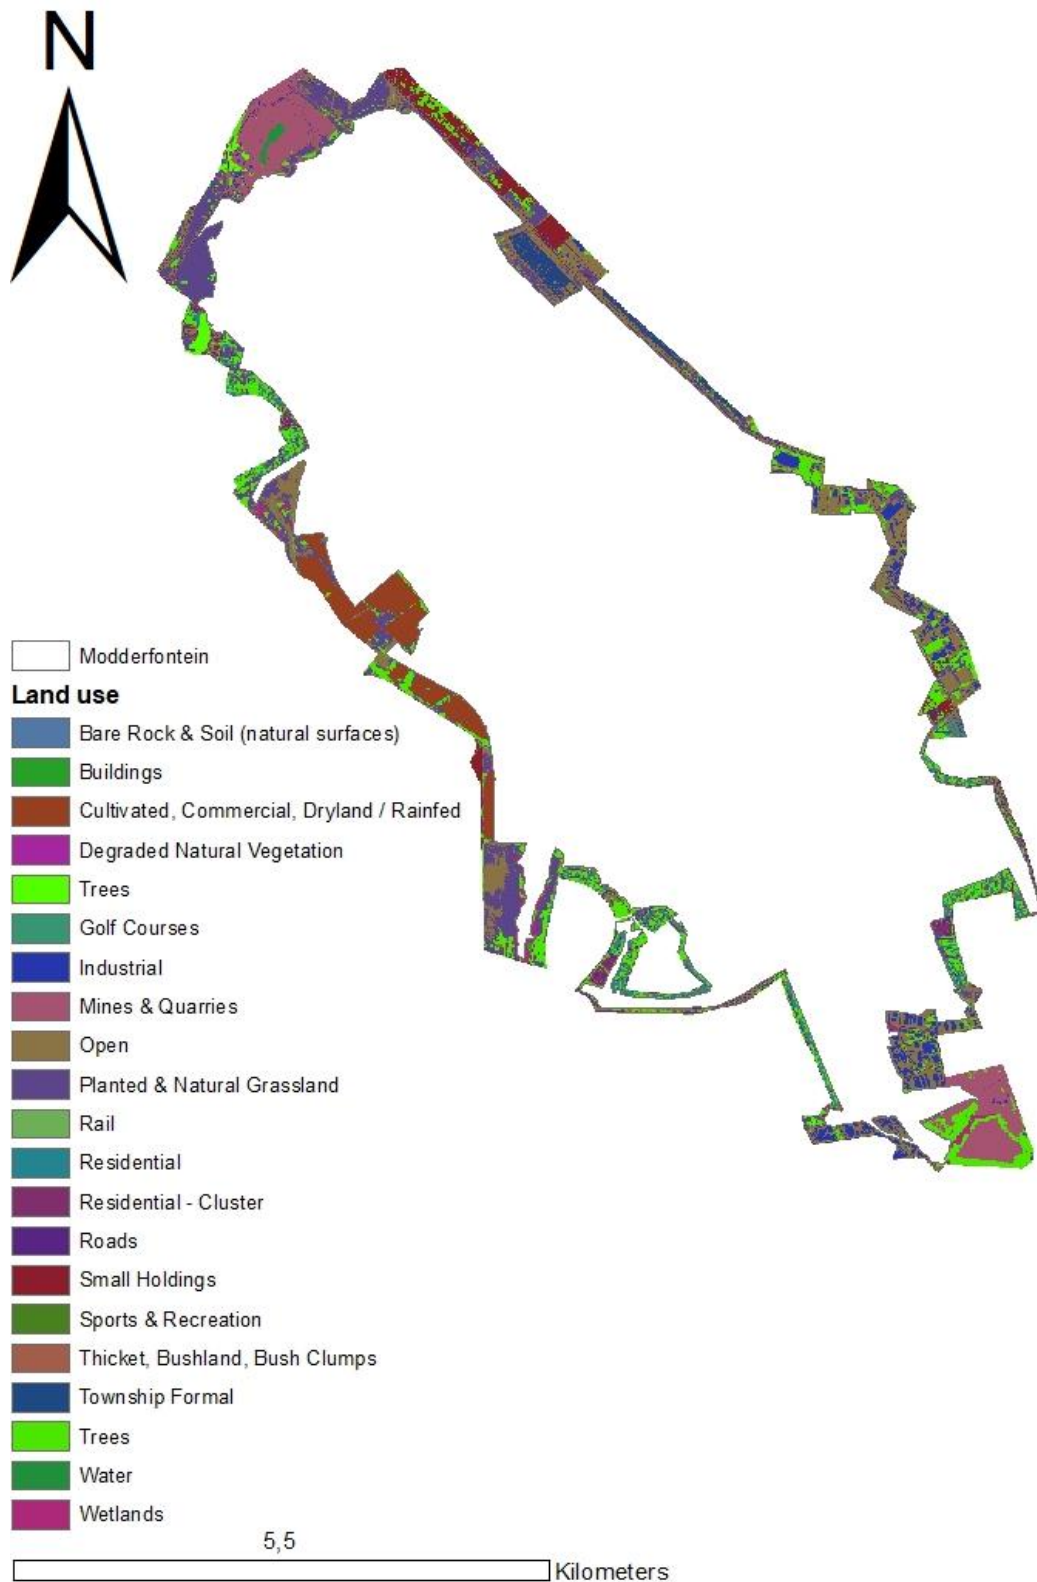 N
Modderfontein
Land use
Bare Rock & Soil (natural surfaces)
Buildings
Cultivated, Commercial, Dryland / Rainfed
Degraded Natural Vegetation
Trees
Golf Courses
Industrial
Mines & Quarries
Open
Planted & Natural Grassland
Rail
Residential
Residential - Cluster
Roads
Small Holdings
Sports & Recreation
Thicket, Bushland, Bush Clumps
Township Formal
Trees
Water
Wetlands
5,5
Kilometers